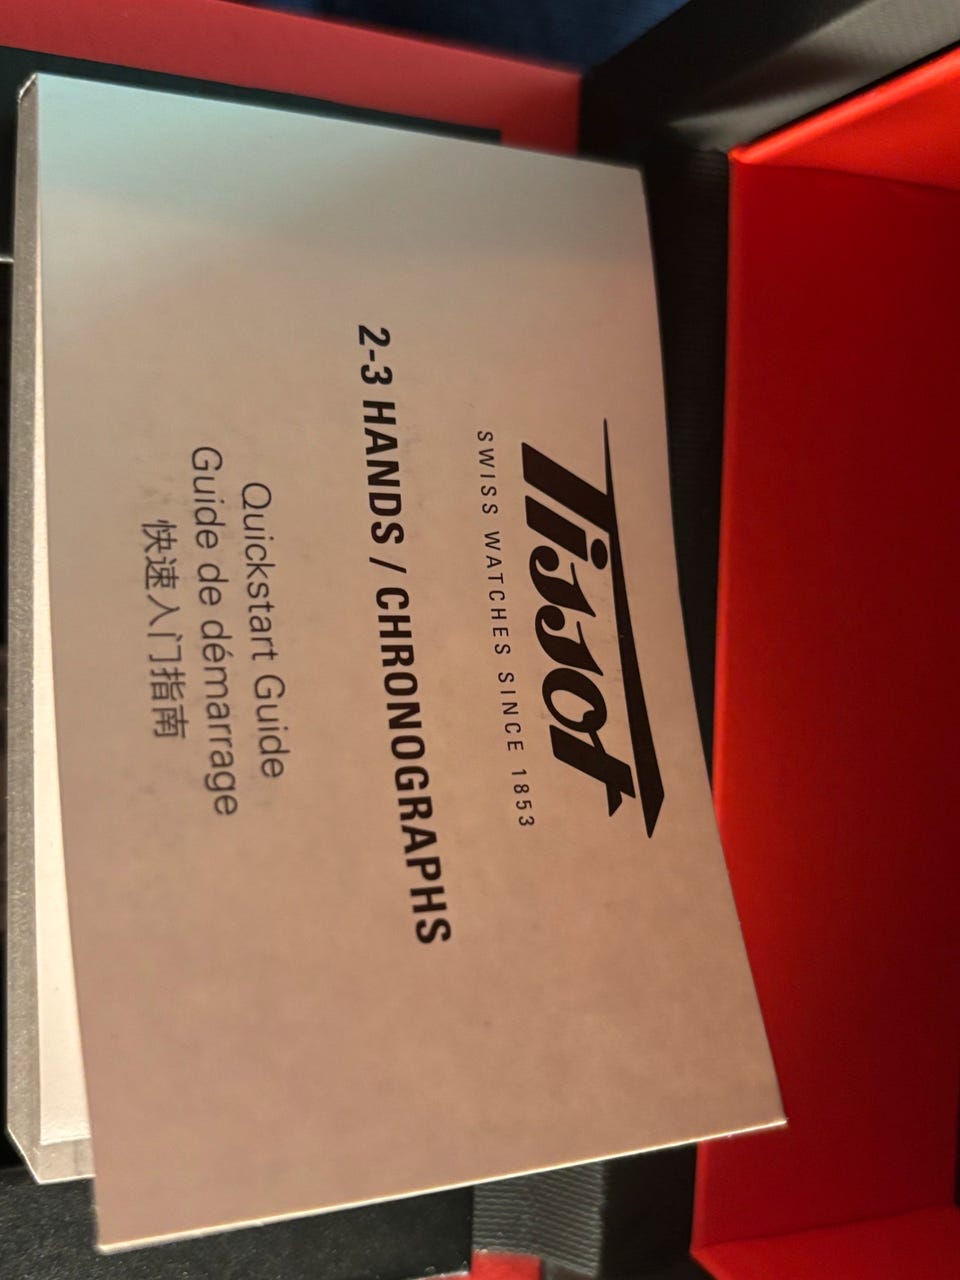 Tissot
SWISS WATCHES SINCE 1853
2-3 HANDS / CHRONOGRAPHS
Quickstart Guide
Guide de démarrage
快速入门指南